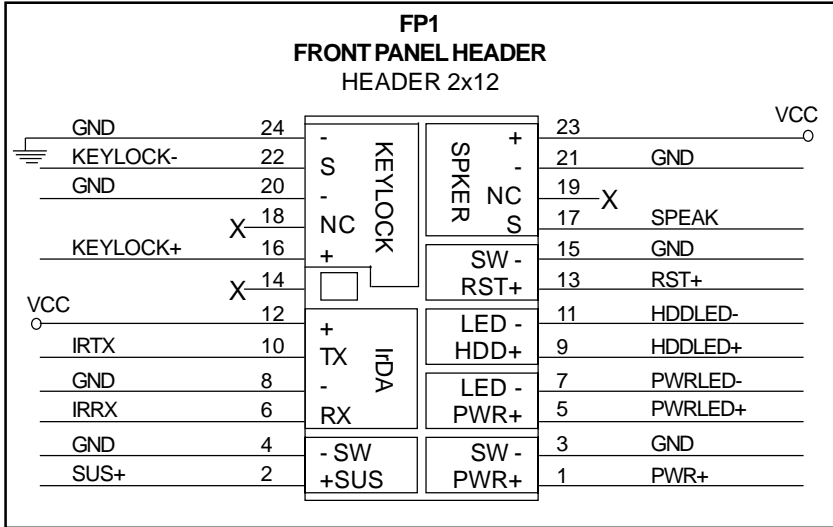 FP1
FRONT PANEL HEADER
HEADER 2x12
GND 24 - + 23 VCC
KEYLOCK- 22 S - 21 GND
GND 20 - NC 19 X
X 18 NC S 17 SPEAK
KEYLOCK+ 16 + SW - 15 GND
X 14 RST+ 13 RST+
VCC 12 + LED - 11 HDDLED-
IRTX 10 TX HDD+ 9 HDDLED+
GND 8 - LED - 7 PWRLED-
IRRX 6 RX PWR+ 5 PWRLED+
GND 4 - SW SW - 3 GND
SUS+ 2 +SUS PWR+ 1 PWR+
KEYLOCK
SPKER
IrDA